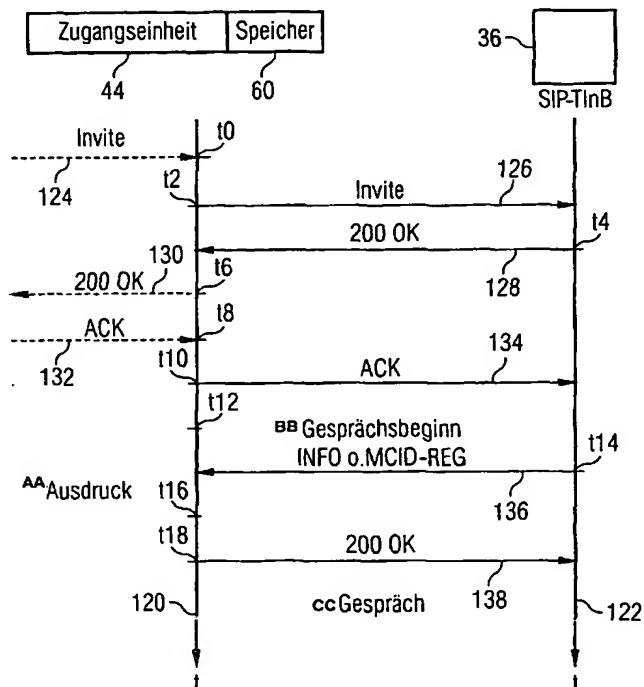 Zugangseinheit Speicher 36
44 60 SIP-TlnB
Invite t0
124 t2 Invite 126
200 OK t4
130 128
200 OK t6
ACK t8
132 t10 ACK 134
t12
BB Gesprächsbeginn
INFO o.MCID-REG t14
AA Ausdruck t16 136
t18 200 OK
120 CC Gespräch 138 122
t t